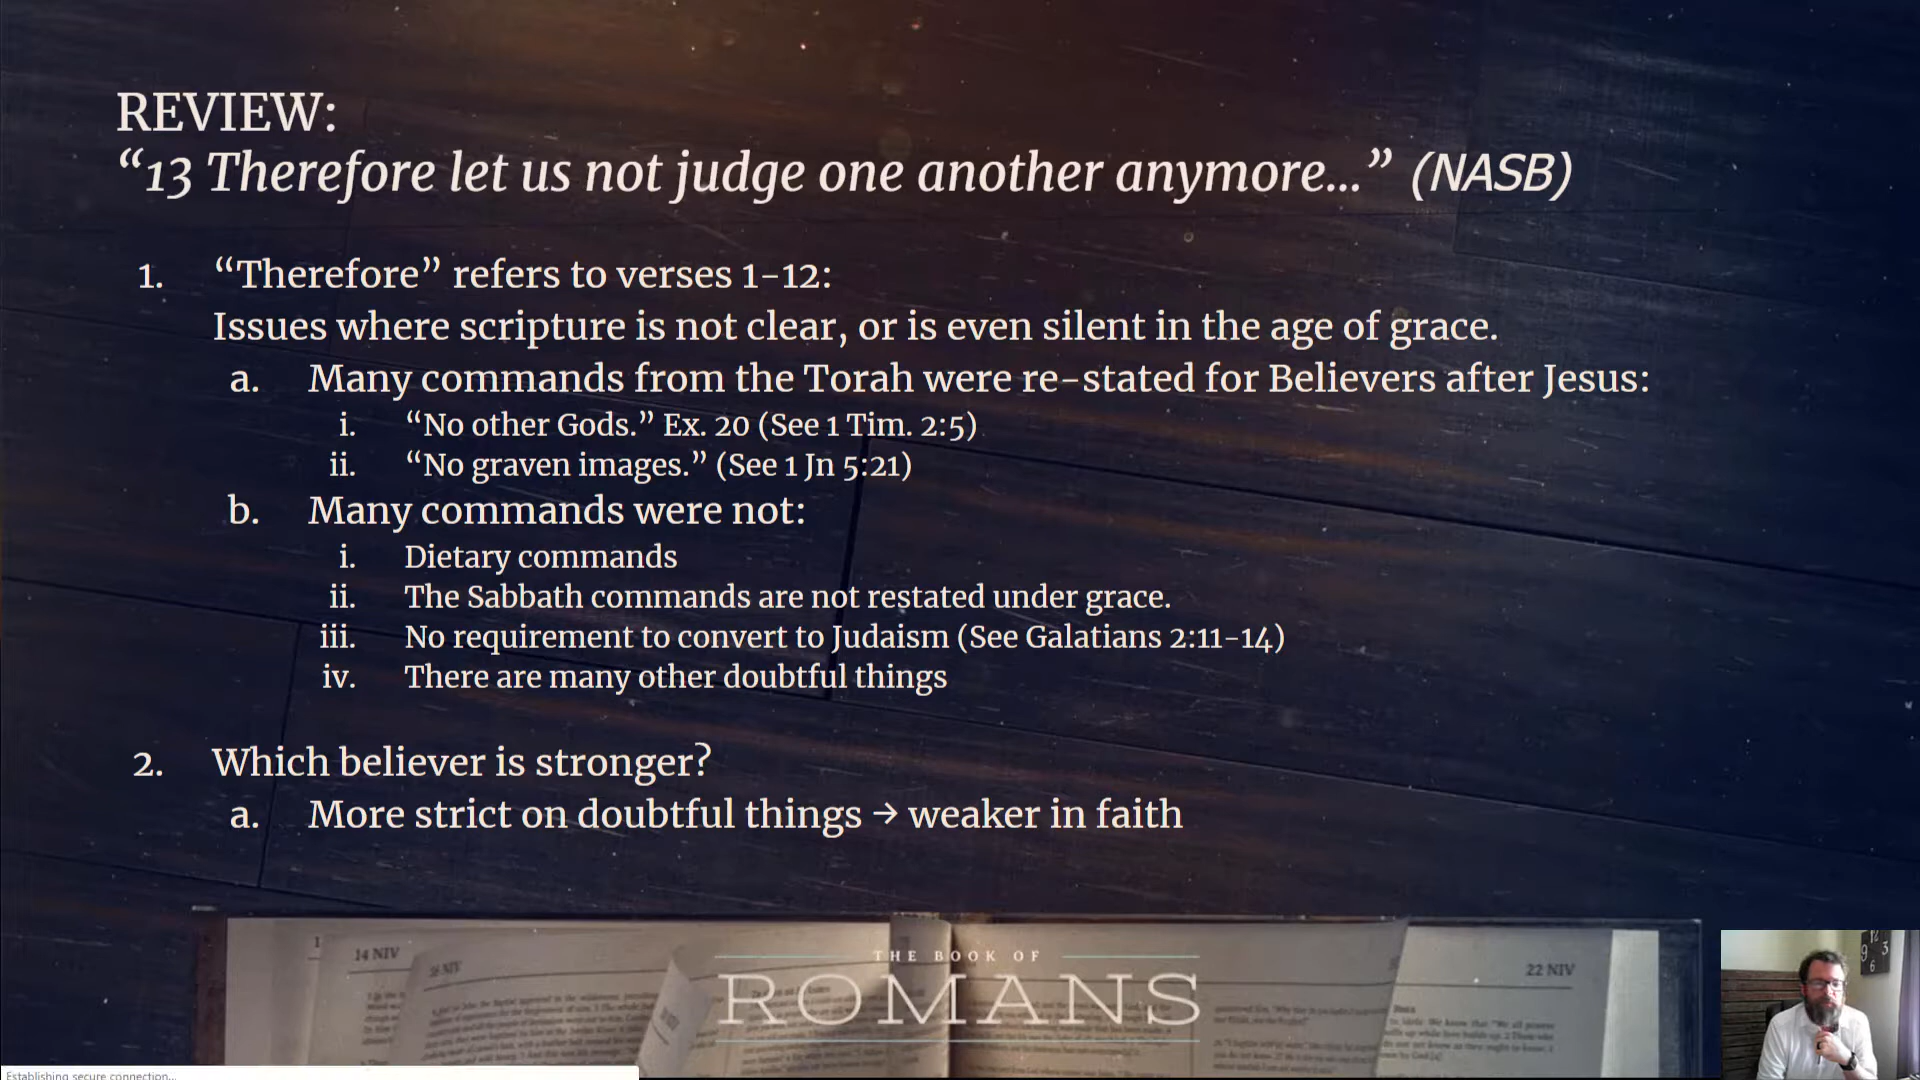 REVIEW:
“13 Therefore let us not judge one another anymore...” (NASB)
1. “Therefore” refers to verses 1-12:
Issues where scripture is not clear, or is even silent in the age of grace.
a. Many commands from the Torah were re-stated for Believers after Jesus:
i. “No other Gods.” Ex. 20 (See 1 Tim. 2:5)
ii. “No graven images.” (See 1 Jn 5:21)
b. Many commands were not:
i. Dietary commands
ii. The Sabbath commands are not restated under grace.
iii. No requirement to convert to Judaism (See Galatians 2:11-14)
iv. There are many other doubtful things
2. Which believer is stronger?
a. More strict on doubtful things → weaker in faith
14 NIV
22 NIV
THE BOOK OF
ROMANS
12
9 3
6
Establishing secure connection...